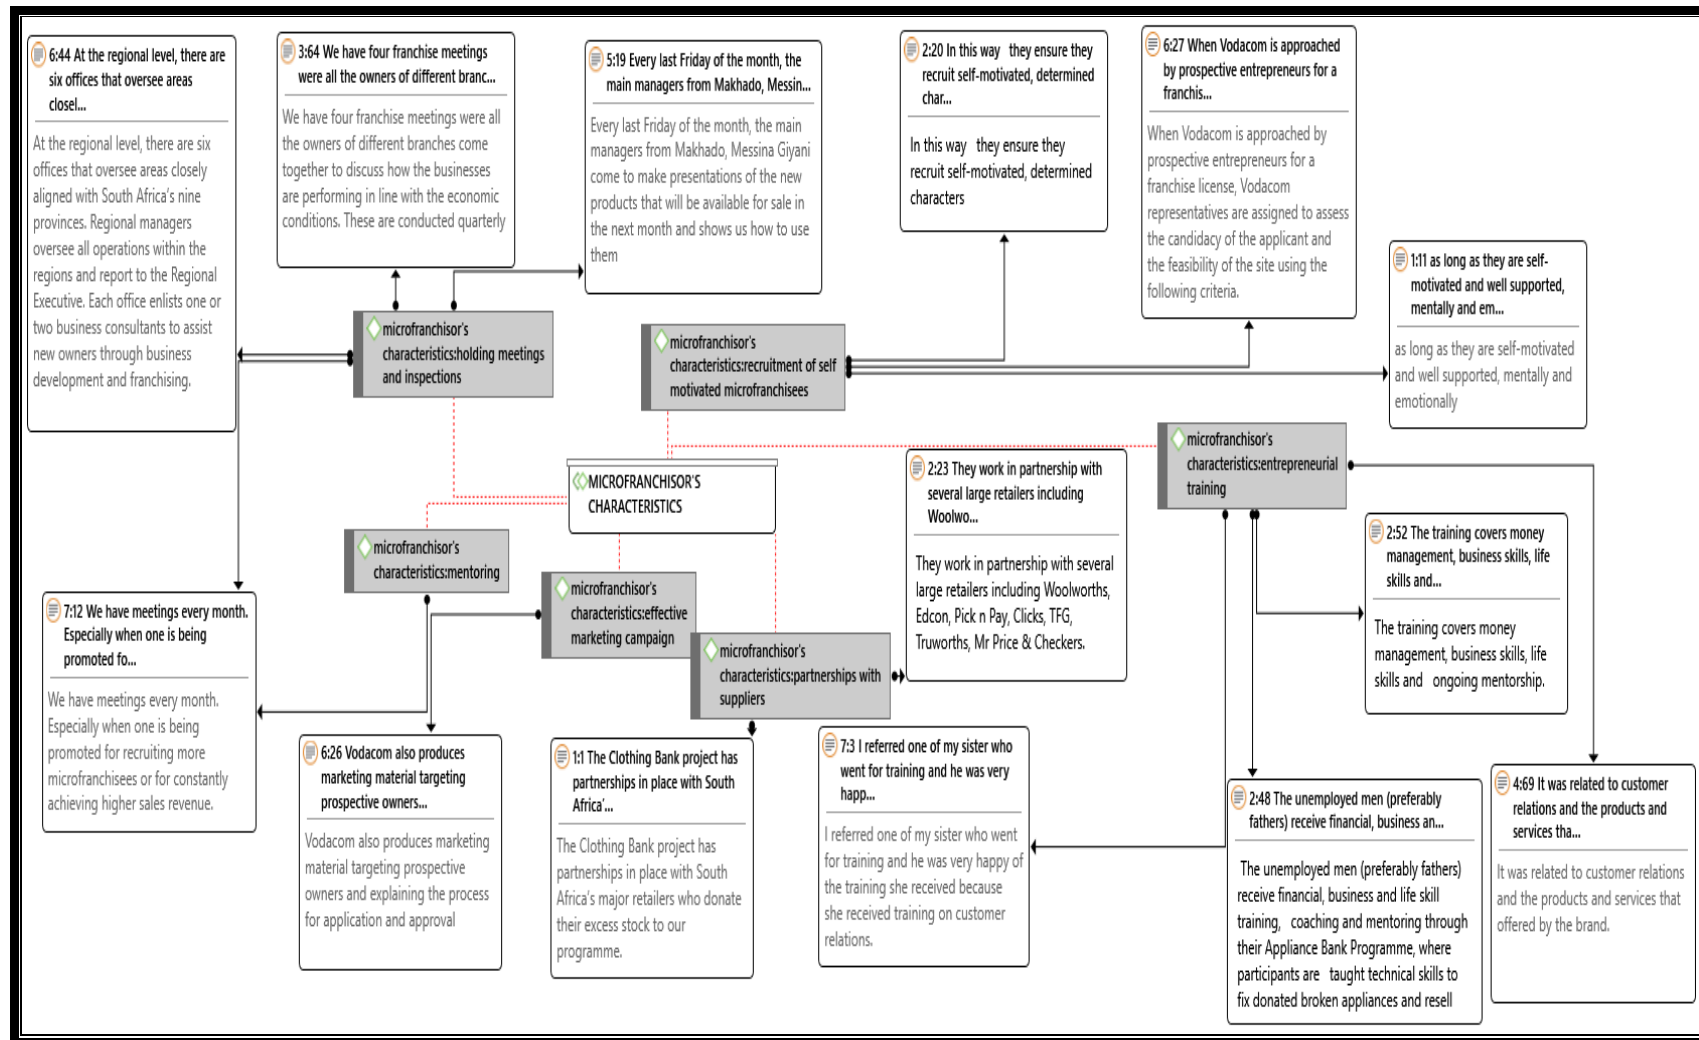 6:44 At the regional level, there are
six offices that oversee areas
closel...
At the regional level, there are six
offices that oversee areas closely
aligned with South Africa's nine
provinces. Regional managers
oversee all operations within the
regions and report to the Regional
Executive. Each office enlists one or
two business consultants to assist
new owners through business
development and franchising.
3:64 We have four franchise meetings
were all the owners of different branc...
We have four franchise meetings were all
the owners of different branches come
together to discuss how the businesses
are performing in line with the economic
conditions. These are conducted quarterly
5:19 Every last Friday of the month, the
main managers from Makhado, Messin...
Every last Friday of the month, the main
managers from Makhado, Messina Giyani
come to make presentations of the new
products that will be available for sale in
the next month and shows us how to use
them
2:20 In this way they ensure they
recruit self-motivated, determined
char...
In this way they ensure they
recruit self-motivated, determined
characters
6:27 When Vodacom is approached
by prospective entrepreneurs for a
franchis...
When Vodacom is approached by
prospective entrepreneurs for a
franchise license, Vodacom
representatives are assigned to assess
the candidacy of the applicant and
the feasibility of the site using the
following criteria.
1:11 as long as they are self-
motivated and well supported,
mentally and em...
as long as they are self-motivated
and well supported, mentally and
emotionally
microfranchisor's
characteristics:holding meetings
and inspections
microfranchisor's
characteristics:recruitment of self
motivated microfranchisees
microfranchisor's
characteristics:entrepreneurial
training
MICROFRANCHISOR'S
CHARACTERISTICS
2:23 They work in partnership with
several large retailers including
Woolwo...
They work in partnership with several
large retailers including Woolworths,
Edcon, Pick n Pay, Clicks, TFG,
Truworths, Mr Price & Checkers.
microfranchisor's
characteristics:mentoring
microfranchisor's
characteristics:effective
marketing campaign
microfranchisor's
characteristics:partnerships with
suppliers
2:52 The training covers money
management, business skills, life
skills and...
The training covers money
management, business skills, life
skills and ongoing mentorship.
7:12 We have meetings every month.
Especially when one is being
promoted fo...
We have meetings every month.
Especially when one is being
promoted for recruiting more
microfranchisees or for constantly
achieving higher sales revenue.
6:26 Vodacom also produces
marketing material targeting
prospective owners...
Vodacom also produces marketing
material targeting prospective
owners and explaining the process
for application and approval
1:1 The Clothing Bank project has
partnerships in place with South
Africa'...
The Clothing Bank project has
partnerships in place with South
Africa's major retailers who donate
their excess stock to our
programme.
7:3 I referred one of my sister who
went for training and he was very
happ...
I referred one of my sister who went
for training and he was very happy of
the training she received because
she received training on customer
relations.
2:48 The unemployed men (preferably
fathers) receive financial, business an...
The unemployed men (preferably fathers)
receive financial, business and life skill
training, coaching and mentoring through
their Appliance Bank Programme, where
participants are taught technical skills to
fix donated broken appliances and resell
4:69 It was related to customer
relations and the products and
services tha...
It was related to customer relations
and the products and services that
offered by the brand.